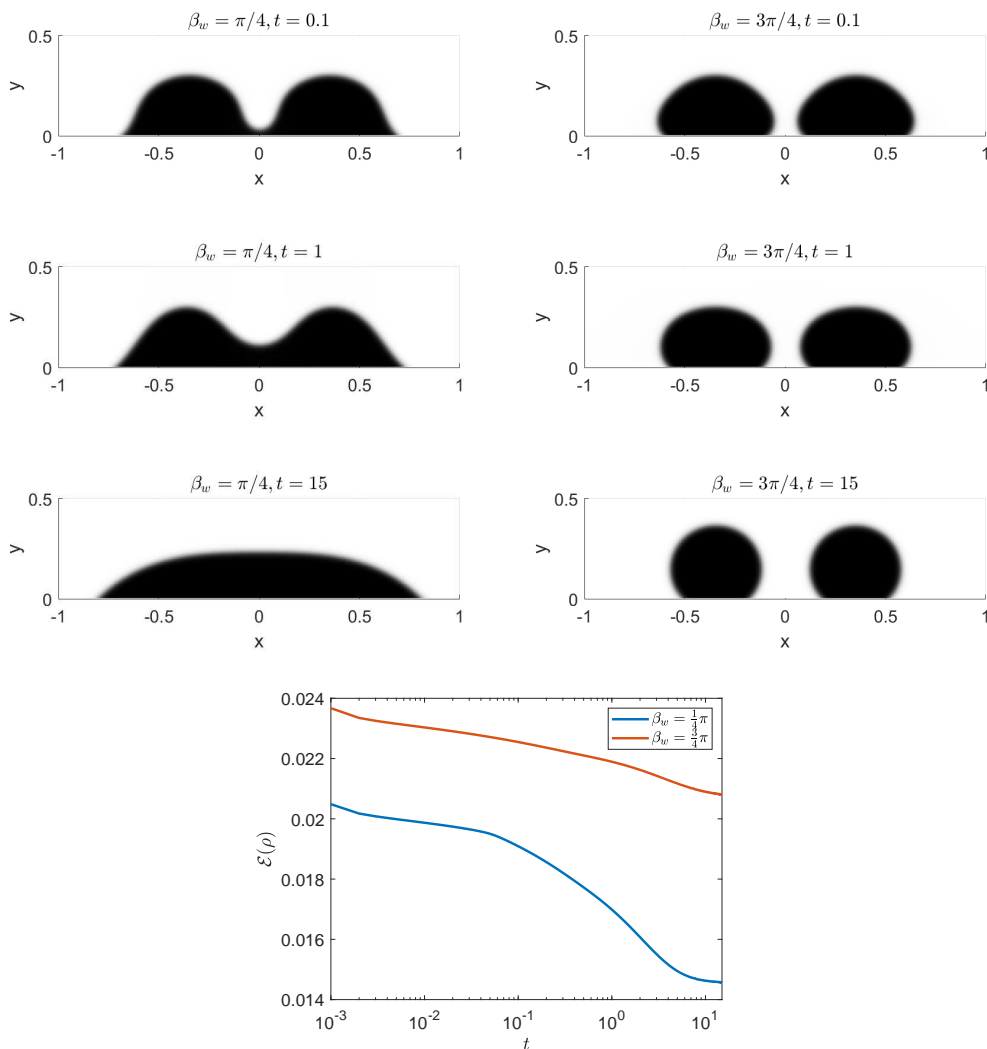 β_w = π/4, t = 0.1
0.5
y
0
-1 -0.5 0 0.5 1
x
β_w = 3π/4, t = 0.1
0.5
y
0
-1 -0.5 0 0.5 1
x
β_w = π/4, t = 1
0.5
y
0
-1 -0.5 0 0.5 1
x
β_w = 3π/4, t = 1
0.5
y
0
-1 -0.5 0 0.5 1
x
β_w = π/4, t = 15
0.5
y
0
-1 -0.5 0 0.5 1
x
β_w = 3π/4, t = 15
0.5
y
0
-1 -0.5 0 0.5 1
x
0.024
0.022
0.02
0.018
0.016
0.014
ℰ(ρ)
β_w = 1/4 π
β_w = 3/4 π
10^-3 10^-2 10^-1 10^0 10^1
t